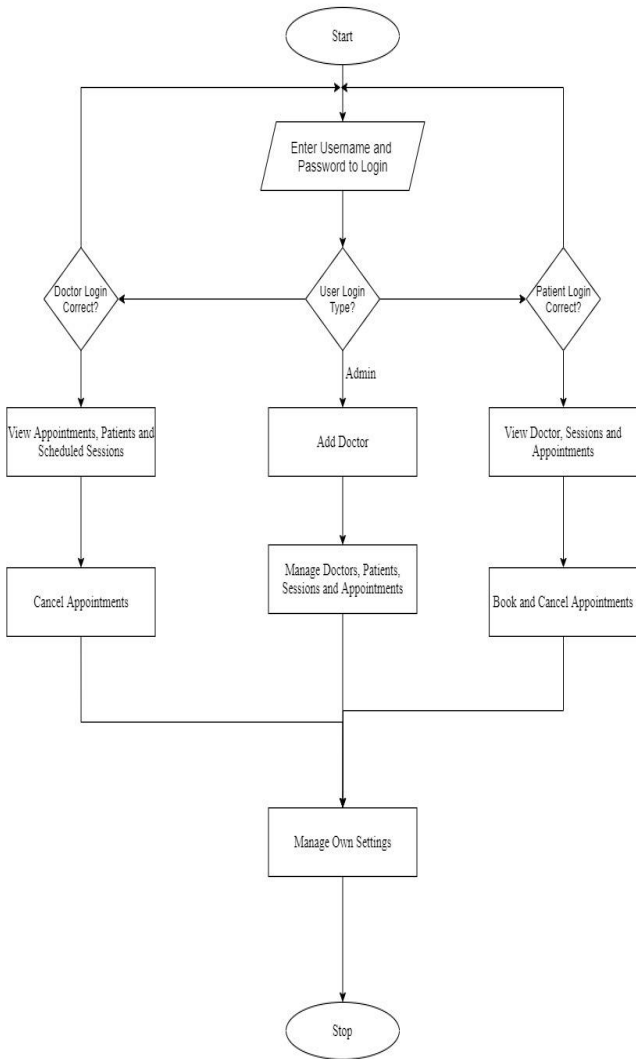 Start
Enter Username and
Password to Login
Doctor Login
Correct?
User Login
Type?
Patient Login
Correct?
Admin
View Appointments, Patients and
Scheduled Sessions
Add Doctor
View Doctor, Sessions and
Appointments
Cancel Appointments
Manage Doctors, Patients,
Sessions and Appointments
Book and Cancel Appointments
Manage Own Settings
Stop